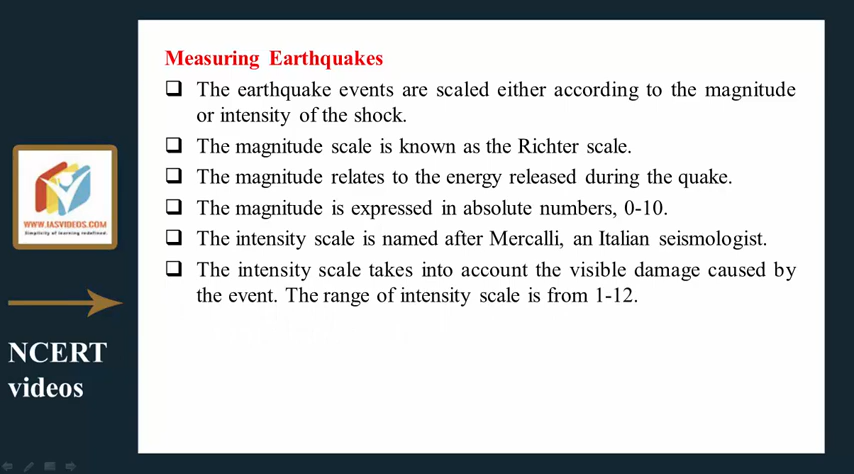 Measuring Earthquakes
❑ The earthquake events are scaled either according to the magnitude
or intensity of the shock.
❑ The magnitude scale is known as the Richter scale.
❑ The magnitude relates to the energy released during the quake.
❑ The magnitude is expressed in absolute numbers, 0-10.
❑ The intensity scale is named after Mercalli, an Italian seismologist.
❑ The intensity scale takes into account the visible damage caused by
the event. The range of intensity scale is from 1-12.
WWW.IASVIDEOS.COM
Simplicity of learning redefined.
NCERT
videos